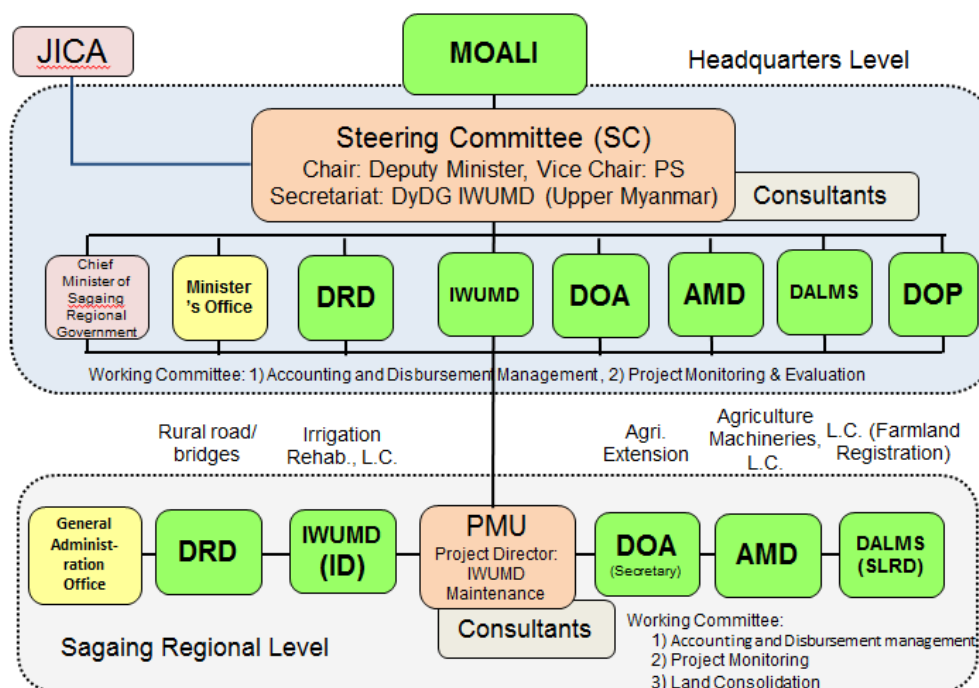 JICA
MOALI
Headquarters Level
Steering Committee (SC)
Chair: Deputy Minister, Vice Chair: PS
Secretariat: DyDG IWUMD (Upper Myanmar)
Consultants
Chief
Minister of
Sagaing
Regional
Government
Minister
's Office
DRD
IWUMD
DOA
AMD
DALMS
DOP
Working Committee: 1) Accounting and Disbursement Management, 2) Project Monitoring & Evaluation
Rural road/
bridges
Irrigation
Rehab., L.C.
Agri.
Extension
Agriculture
Machineries,
L.C.
L.C. (Farmland
Registration)
General
Administ-
ration
Office
DRD
IWUMD
(ID)
PMU
Project Director:
IWUMD
Maintenance
Consultants
DOA
(Secretary)
AMD
DALMS
(SLRD)
Sagaing Regional Level
Working Committee:
1) Accounting and Disbursement management
2) Project Monitoring
3) Land Consolidation